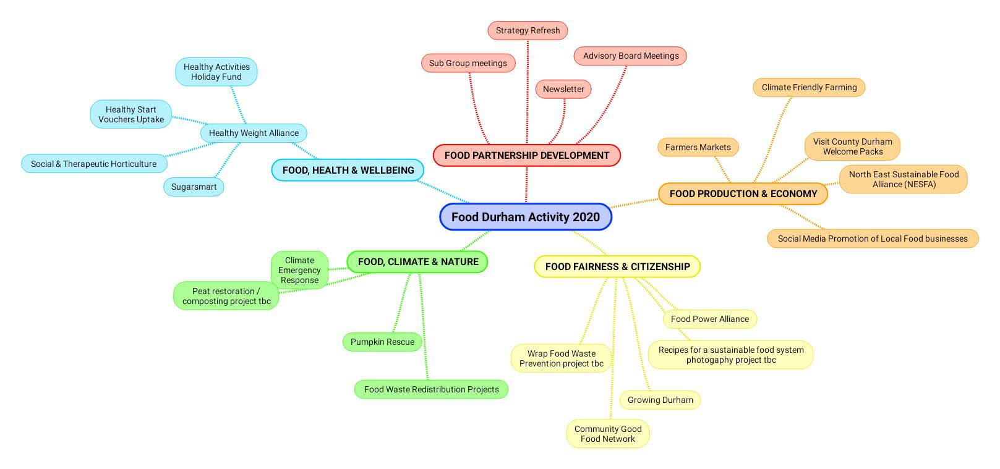 Strategy Refresh
Sub Group meetings
Advisory Board Meetings
Newsletter
FOOD PARTNERSHIP DEVELOPMENT
Healthy Activities
Holiday Fund
Healthy Start
Vouchers Uptake
Healthy Weight Alliance
Social & Therapeutic Horticulture
Sugarsmart
FOOD, HEALTH & WELLBEING
Climate Friendly Farming
Farmers Markets
Visit County Durham
Welcome Packs
North East Sustainable Food
Alliance (NESFA)
FOOD PRODUCTION & ECONOMY
Social Media Promotion of Local Food businesses
Food Durham Activity 2020
FOOD, CLIMATE & NATURE
Climate
Emergency
Response
Peat restoration /
composting project tbc
Pumpkin Rescue
Food Waste Redistribution Projects
FOOD FAIRNESS & CITIZENSHIP
Food Power Alliance
Wrap Food Waste
Prevention project tbc
Recipes for a sustainable food system
photogaphy project tbc
Growing Durham
Community Good
Food Network